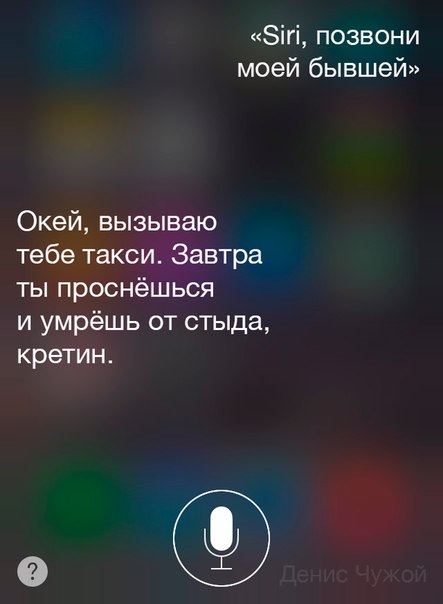 «Siri, позвони
моей бывшей»
Окей, вызываю
тебе такси. Завтра
ты проснёшься
и умрёшь от стыда,
кретин.
?
Денис Чужой